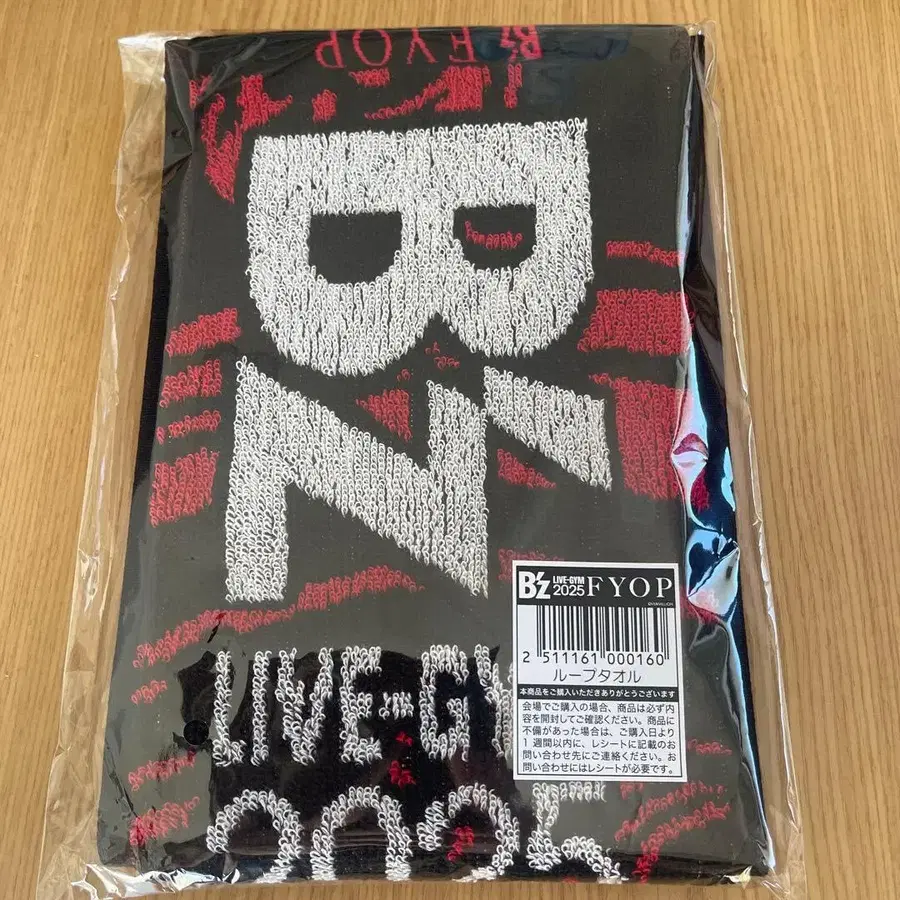 B'z FYOP
B'Z
LIVE-GY
2025
B'z LIVE-GYM 2025 FYOP
2 511161 000160
ループタオル
本商品をご購入いただきありがとうございます
会場でご購入の場合、商品は必ず内
容を開封してご確認ください。商品に
不備があった場合は、ご購入日より
1週間以内に、レシートに記載のお
問い合わせ先にご連絡ください。お
問い合わせにはレシートが必要です。